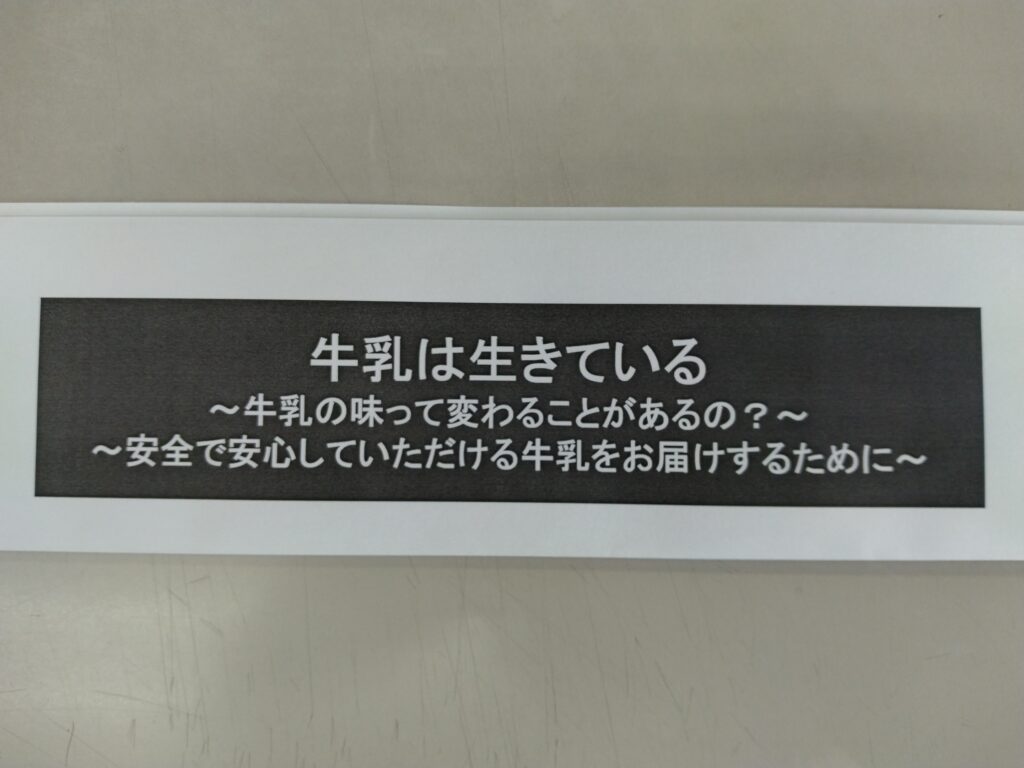 牛乳は生きている
～牛乳の味って変わることがあるの？～
～安全で安心していただける牛乳をお届けするために～